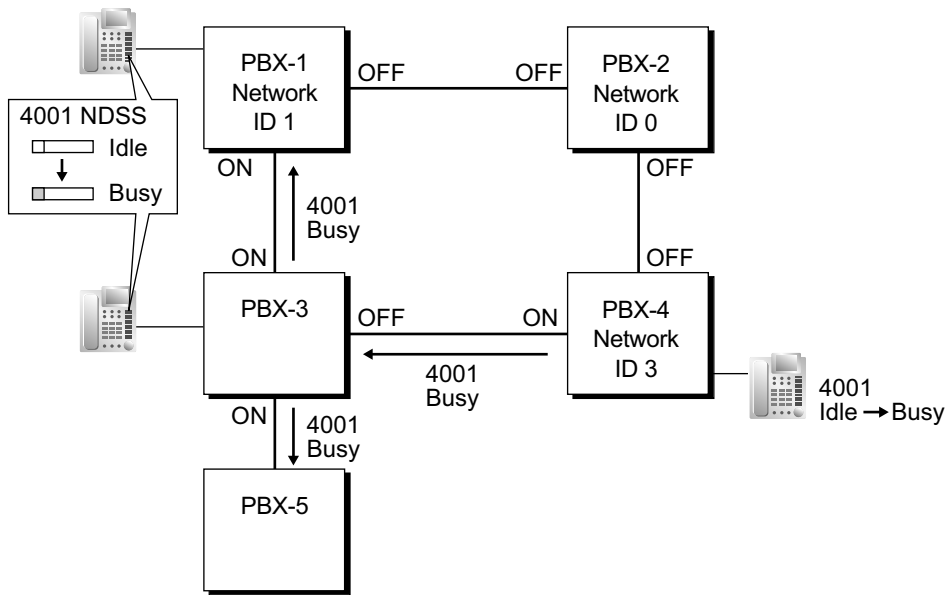 PBX-1
Network
ID 1
OFF
OFF
PBX-2
Network
ID 0
4001 NDSS
Idle
Busy
ON
4001
Busy
OFF
ON
OFF
PBX-3
OFF
ON
PBX-4
Network
ID 3
4001
Busy
4001
Idle → Busy
ON
4001
Busy
PBX-5